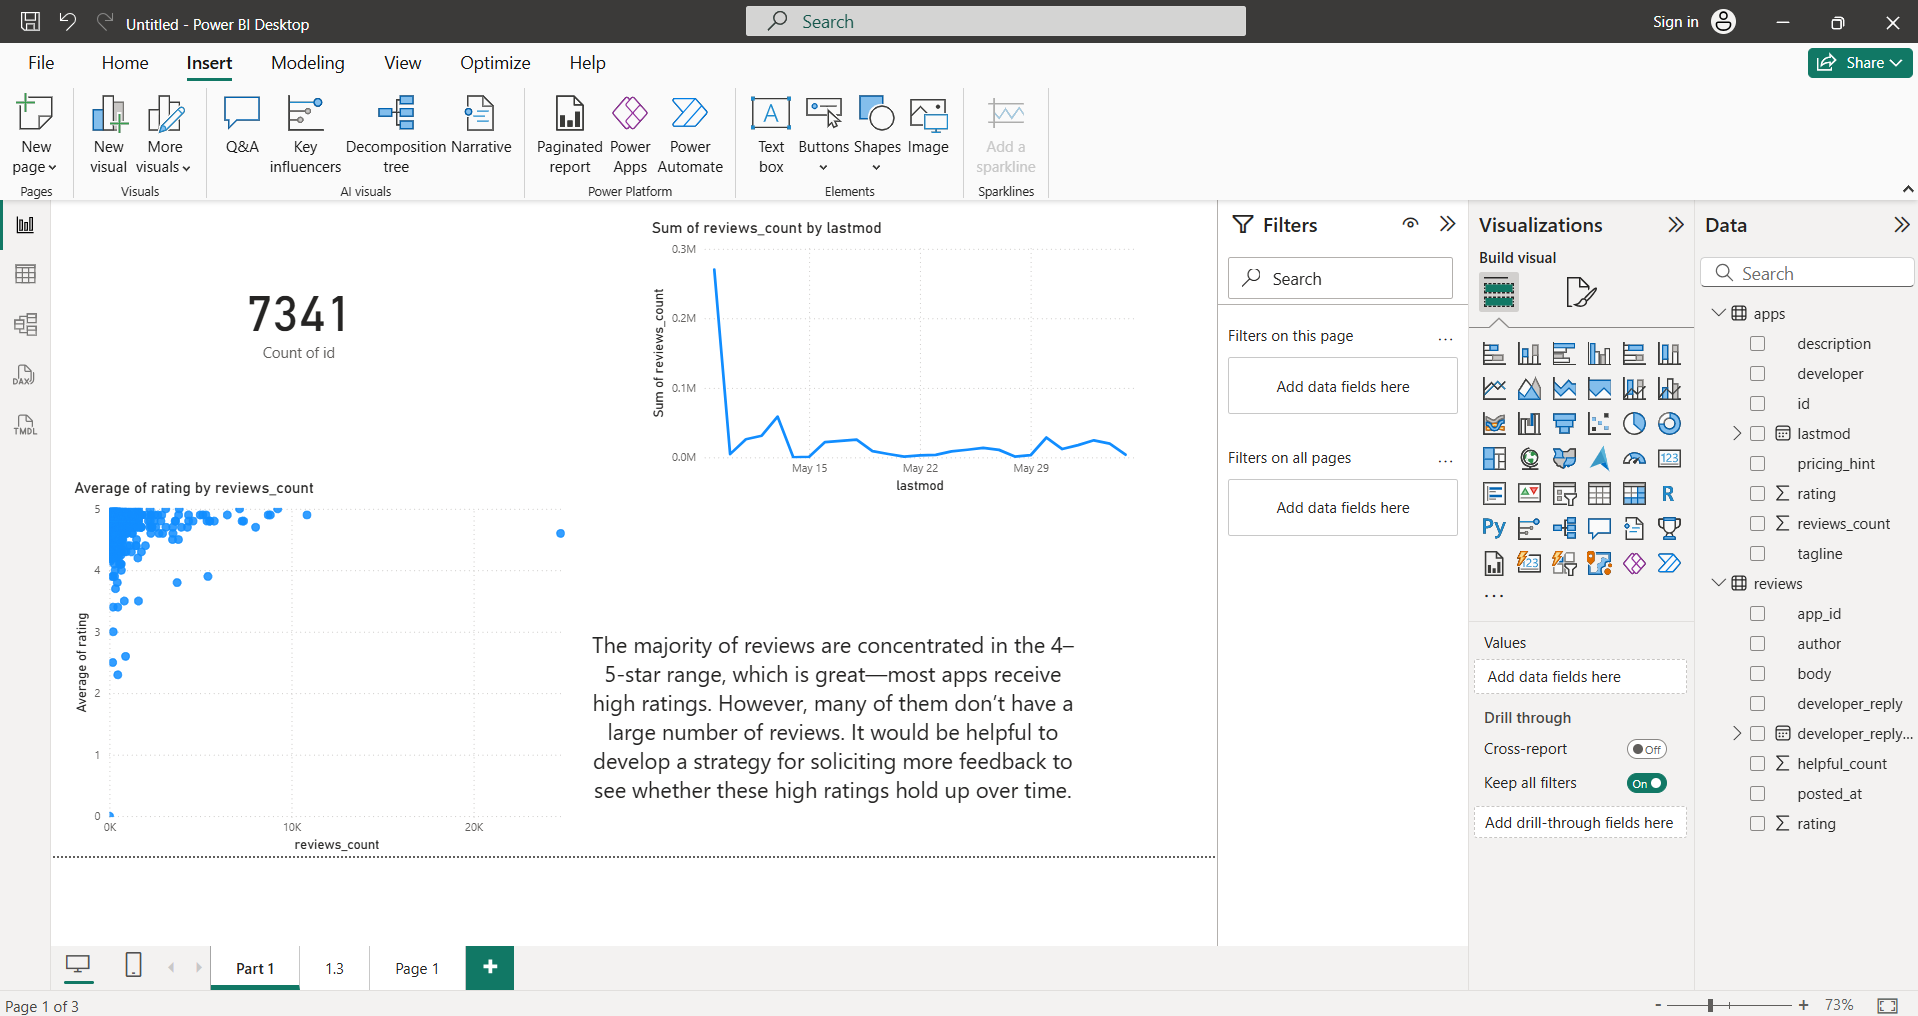 Untitled - Power BI Desktop
Search
Sign in
File
Home
Insert
Modeling
View
Optimize
Help
Share
New
page
Pages
New
visual
More
visuals
Visuals
Q&A
Key
influencers
Decomposition
tree
Narrative
AI visuals
Paginated
report
Power
Apps
Power
Automate
Power Platform
A
Text
box
Buttons
Shapes
Image
Elements
Add a
sparkline
Sparklines
DAX
TMDL
7341
Count of id
Sum of reviews_count by lastmod
Sum of reviews_count
0.3M
0.2M
0.1M
0.0M
May 15
May 22
May 29
lastmod
Average of rating by reviews_count
Average of rating
5
4
3
2
1
0
0K
10K
20K
reviews_count
The majority of reviews are concentrated in the 4–
5-star range, which is great—most apps receive
high ratings. However, many of them don’t have a
large number of reviews. It would be helpful to
develop a strategy for soliciting more feedback to
see whether these high ratings hold up over time.
Filters
Search
Filters on this page
...
Add data fields here
Filters on all pages
...
Add data fields here
Visualizations
Build visual
123
R
Py
123
...
Values
Add data fields here
Drill through
Cross-report
Off
Keep all filters
On
Add drill-through fields here
Data
Search
apps
description
developer
id
lastmod
pricing_hint
rating
reviews_count
tagline
reviews
app_id
author
body
developer_reply
developer_reply...
helpful_count
posted_at
rating
Part 1
1.3
Page 1
+
Page 1 of 3
-
+
73%